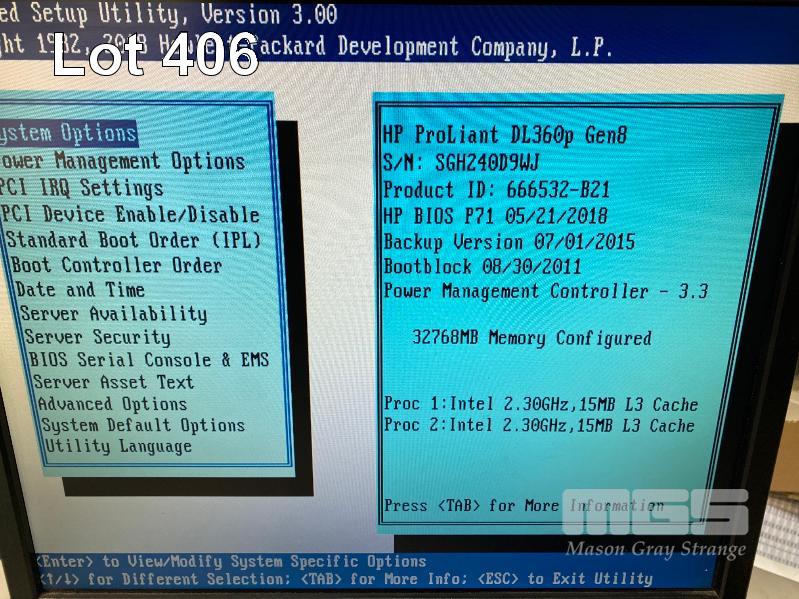 ed Setup Utility, Version 3.00
ht 1982, Packard Development Company, L.P.
Lot 406
ystem Options
ower Management Options
PCI IRQ Settings
PCI Device Enable/Disable
Standard Boot Order (IPL)
Boot Controller Order
Date and Time
Server Availability
Server Security
BIOS Serial Console & EMS
Server Asset Text
Advanced Options
System Default Options
Utility Language
HP ProLiant DL360p Gen8
S/N: SGH240D9WJ
Product ID: 666532-B21
HP BIOS P71 05/21/2018
Backup Version 07/01/2015
Bootblock 08/30/2011
Power Management Controller - 3.3
32768MB Memory Configured
Proc 1:Intel 2.30GHz,15MB L3 Cache
Proc 2:Intel 2.30GHz,15MB L3 Cache
Press <TAB> for More Information
MGS
Mason Gray Strange
<Enter> to View/Modify System Specific Options
<↑/↓> for Different Selection; <TAB> for More Info; <ESC> to Exit Utility